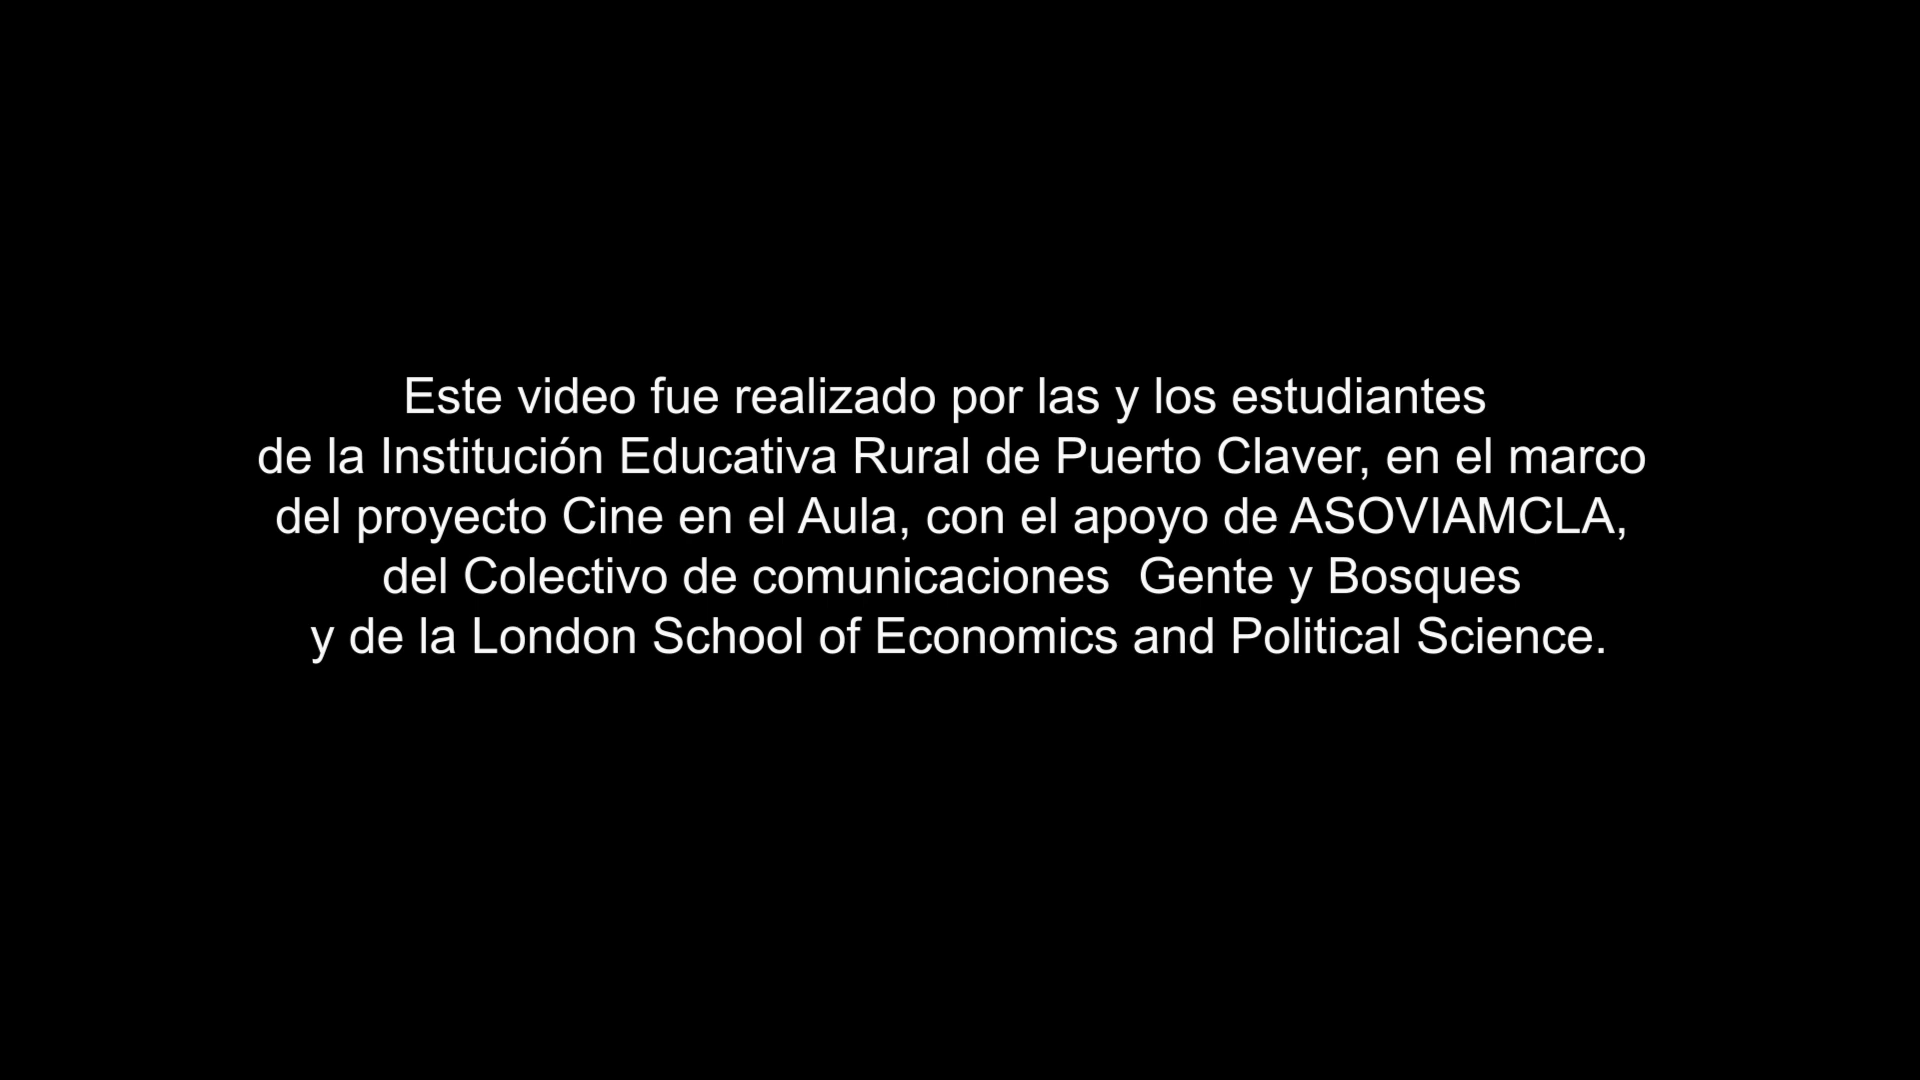 Este video fue realizado por las y los estudiantes
de la Institución Educativa Rural de Puerto Claver, en el marco
del proyecto Cine en el Aula, con el apoyo de ASOVIAMCLA,
del Colectivo de comunicaciones  Gente y Bosques
y de la London School of Economics and Political Science.